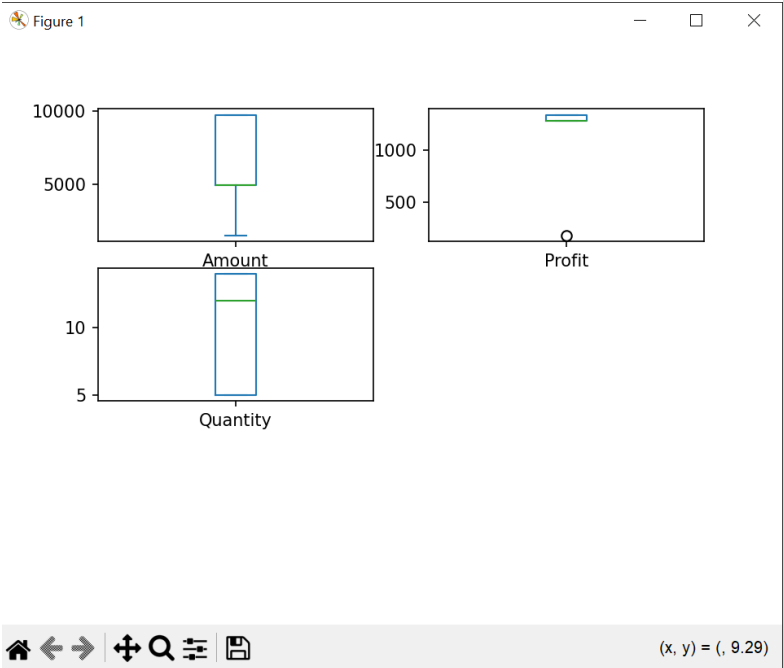 Figure 1
10000
5000
Amount
1000
500
Profit
10
5
Quantity
(x, y) = (, 9.29)